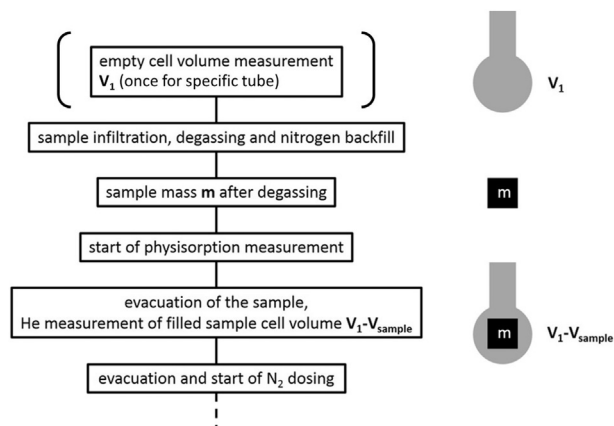 empty cell volume measurement
V₁ (once for specific tube)
V₁
sample infiltration, degassing and nitrogen backfill
sample mass m after degassing
m
start of physisorption measurement
evacuation of the sample,
He measurement of filled sample cell volume V₁-Vsample
m
V₁-Vsample
evacuation and start of N₂ dosing